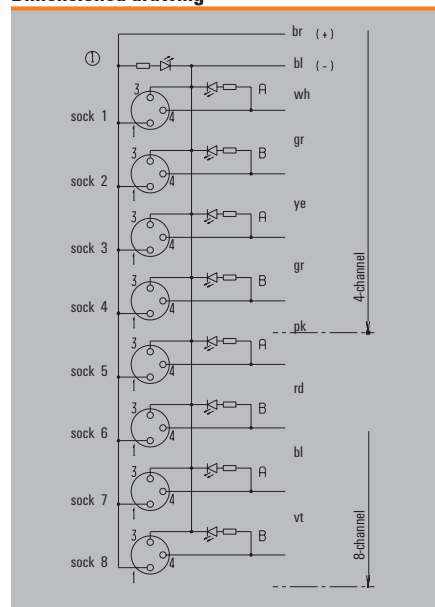 Dimensioned drawing
br (+)
① bl (-)
3 A wh
sock 1 4
1
3 B gr
sock 2 4
1
3 A ye
sock 3 4
1
3 B gr
sock 4 4
1
4-channel
pk
3 A
sock 5 4
1
rd
3 B
sock 6 4
1
bl
3 A
sock 7 4
1
vt
3 B
sock 8 4
1
8-channel